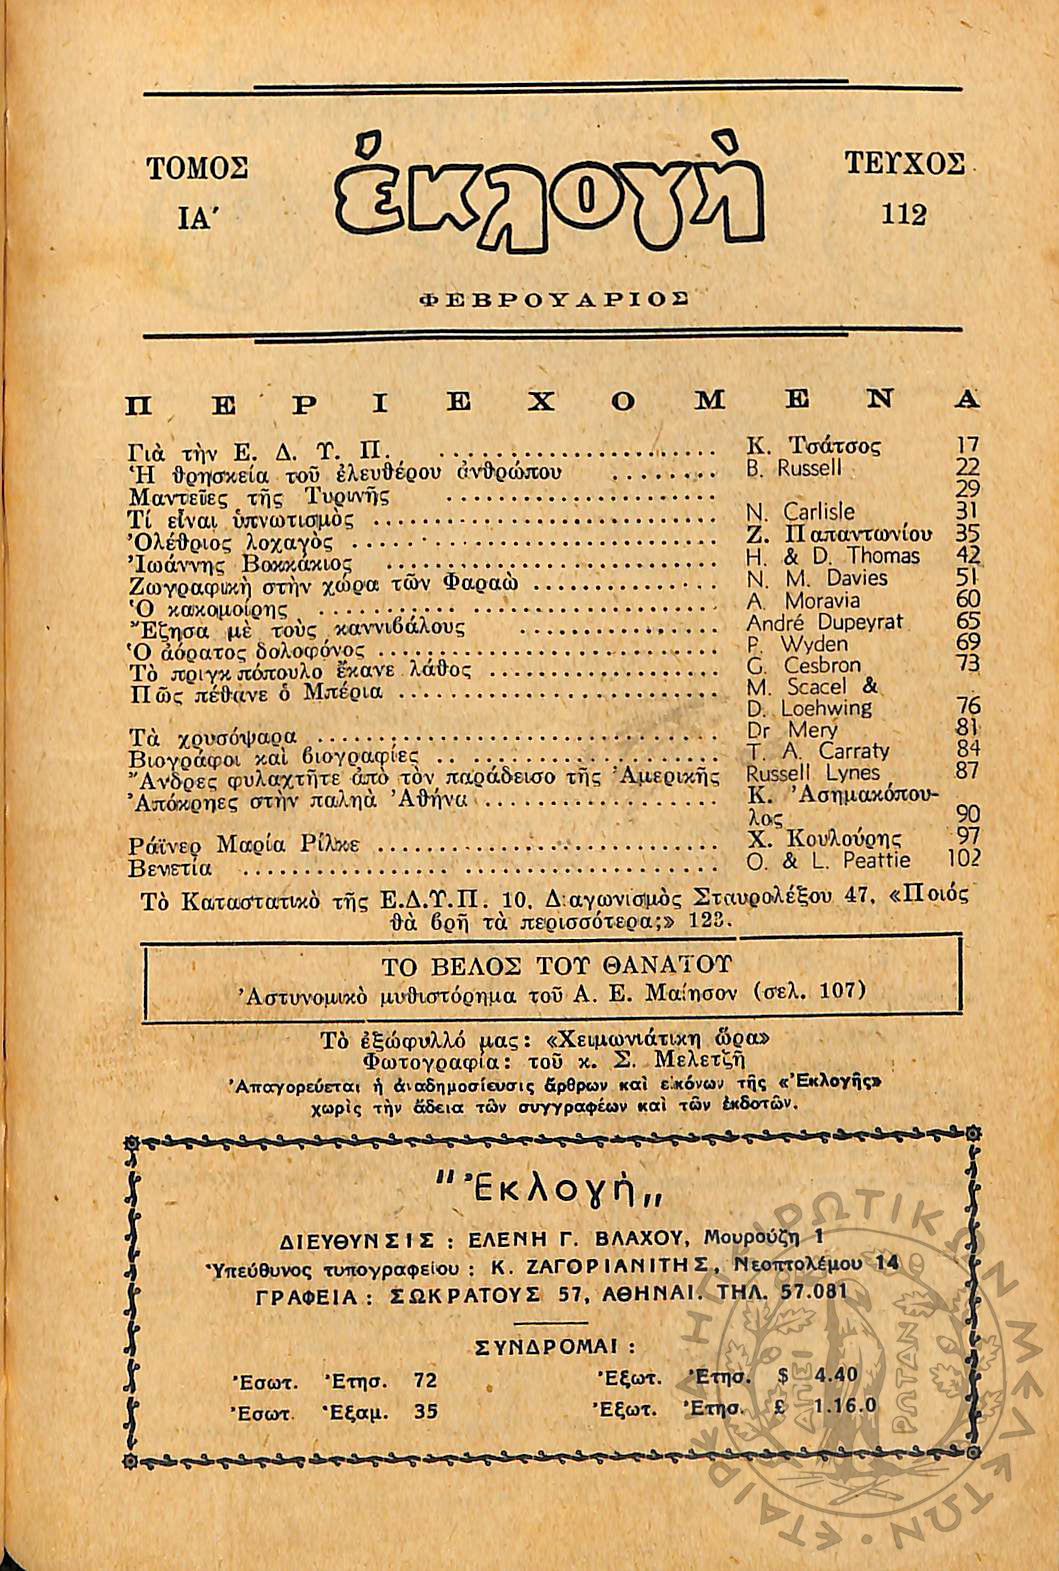 ΤΟΜΟΣ
ΙΑ΄
ἐκλογὴ
ΤΕΥΧΟΣ
112
ΦΕΒΡΟΥΑΡΙΟΣ
ΠΕΡΙΕΧΟΜΕΝΑ
Γιὰ τὴν Ε. Δ. Υ. Π. ........................ Κ. Τσάτσος 17
Ἡ θρησκεία τοῦ ἐλευθέρου ἀνθρώπου ........ B. Russell 22
Μαντεῖες τῆς Τυρινῆς ........................ 29
Τί εἶναι ὑπνωτισμὸς ........................ N. Carlisle 31
Ὀλέθριος λοχαγὸς ........................ Ζ. Παπαντωνίου 35
Ἰωάννης Βοκκάκιος ........................ H. & D. Thomas 42
Ζωγραφικὴ στὴν χώρα τῶν Φαραὼ ............... N. M. Davies 51
Ὁ κακομοίρης ........................ A. Moravia 60
Ἔζησα μὲ τοὺς καννιβάλους ................. André Dupeyrat 65
Ὁ ἀόρατος δολοφόνος ........................ P. Wyden 69
Τὸ πριγκιπόπουλο ἔκανε λάθος .................... G. Cesbron 73
Πῶς πέθανε ὁ Μπέρια ........................ M. Scacel &
D. Loehwing 76
Τὰ χρυσόψαρα ........................ Dr Mery 81
Βιογράφοι καὶ βιογραφίες ........................ T. A. Carraty 84
Ἄνδρες φυλαχτῆτε ἀπὸ τὸν παράδεισο τῆς Ἀμερικῆς Russell Lynes 87
Ἀπόκρηες στὴν παληὰ Ἀθήνα .................... Κ. Ἀσημακόπου-
λος 90
Ράϊνερ Μαρία Ρίλκε ........................ Χ. Κουλούρης 97
Βενετία ........................ O. & L. Peattie 102
Τὸ Καταστατικὸ τῆς Ε.Δ.Υ.Π. 10, Διαγωνισμὸς Σταυρολέξου 47, «Ποιός
θὰ βρῆ τὰ περισσότερα;» 123.
ΤΟ ΒΕΛΟΣ ΤΟΥ ΘΑΝΑΤΟΥ
Ἀστυνομικὸ μυθιστόρημα τοῦ Α. Ε. Μαίησον (σελ. 107)
Τὸ ἐξώφυλλό μας: «Χειμωνιάτικη ὥρα»
Φωτογραφία: τοῦ κ. Σ. Μελετζῆ
Ἀπαγορεύεται ἡ ἀναδημοσίευσις ἄρθρων καὶ εἰκόνων τῆς «Ἐκλογῆς»
χωρὶς τὴν ἄδεια τῶν συγγραφέων καὶ τῶν ἐκδοτῶν.
"Ἐκλογὴ„
ΔΙΕΥΘΥΝΣΙΣ : ΕΛΕΝΗ Γ. ΒΛΑΧΟΥ, Μουρούζη 1
Ὑπεύθυνος τυπογραφείου : Κ. ΖΑΓΟΡΙΑΝΙΤΗΣ, Νεοπτολέμου 14
ΓΡΑΦΕΙΑ : ΣΩΚΡΑΤΟΥΣ 57, ΑΘΗΝΑΙ. ΤΗΛ. 57.081
ΣΥΝΔΡΟΜΑΙ :
Ἐσωτ. Ἐτησ. 72 Ἐξωτ. Ἐτησ. $ 4.40
Ἐσωτ. Ἑξαμ. 35 Ἐξωτ. Ἐτησ. £ 1.16.0
ΕΤΑΙΡΕΙΑ ΗΠΕΙΡΩΤΙΚΩΝ ΜΕΛΕΤΩΝ
ΑΠΕΙ
ΡΩΤΑΝ